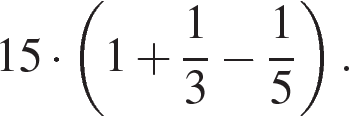 15 · (1 + 1/3 − 1/5) .